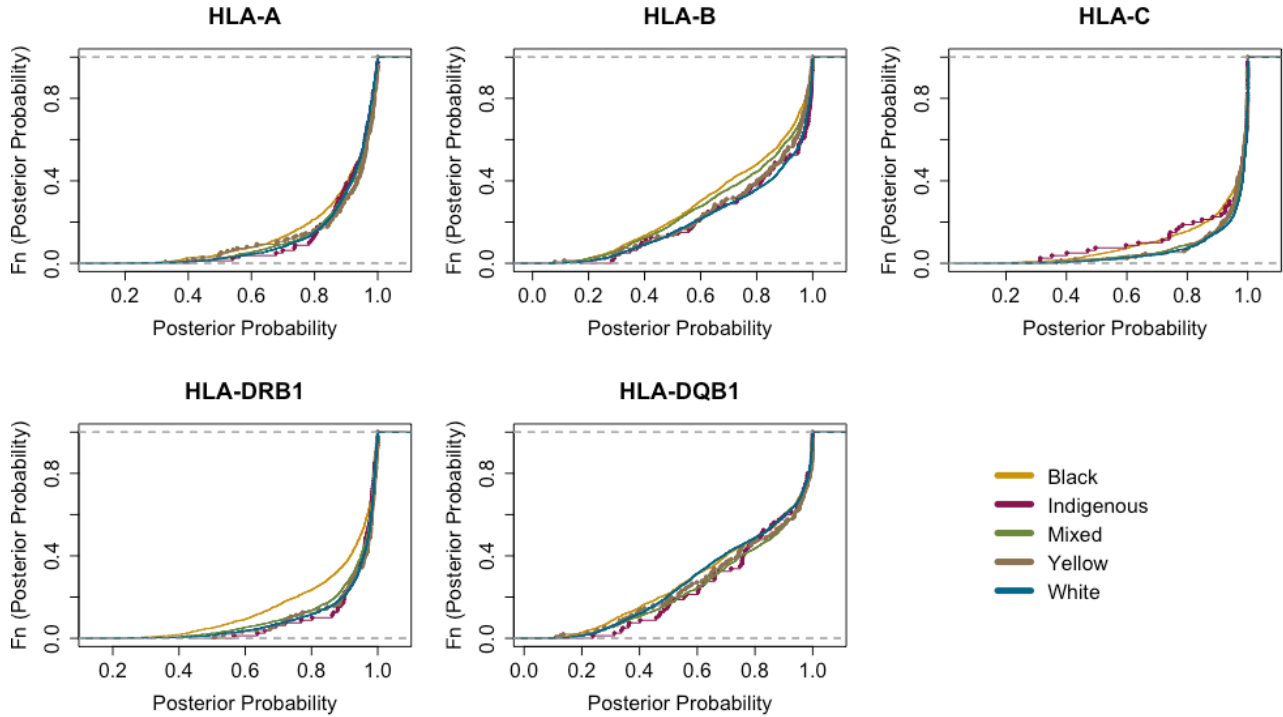 HLA-A
Fn (Posterior Probability)
0.0 0.4 0.8
0.2 0.4 0.6 0.8 1.0
Posterior Probability
HLA-B
Fn (Posterior Probability)
0.0 0.4 0.8
0.0 0.2 0.4 0.6 0.8 1.0
Posterior Probability
HLA-C
Fn (Posterior Probability)
0.0 0.4 0.8
0.2 0.4 0.6 0.8 1.0
Posterior Probability
HLA-DRB1
Fn (Posterior Probability)
0.0 0.4 0.8
0.2 0.4 0.6 0.8 1.0
Posterior Probability
HLA-DQB1
Fn (Posterior Probability)
0.0 0.4 0.8
0.0 0.2 0.4 0.6 0.8 1.0
Posterior Probability
Black
Indigenous
Mixed
Yellow
White